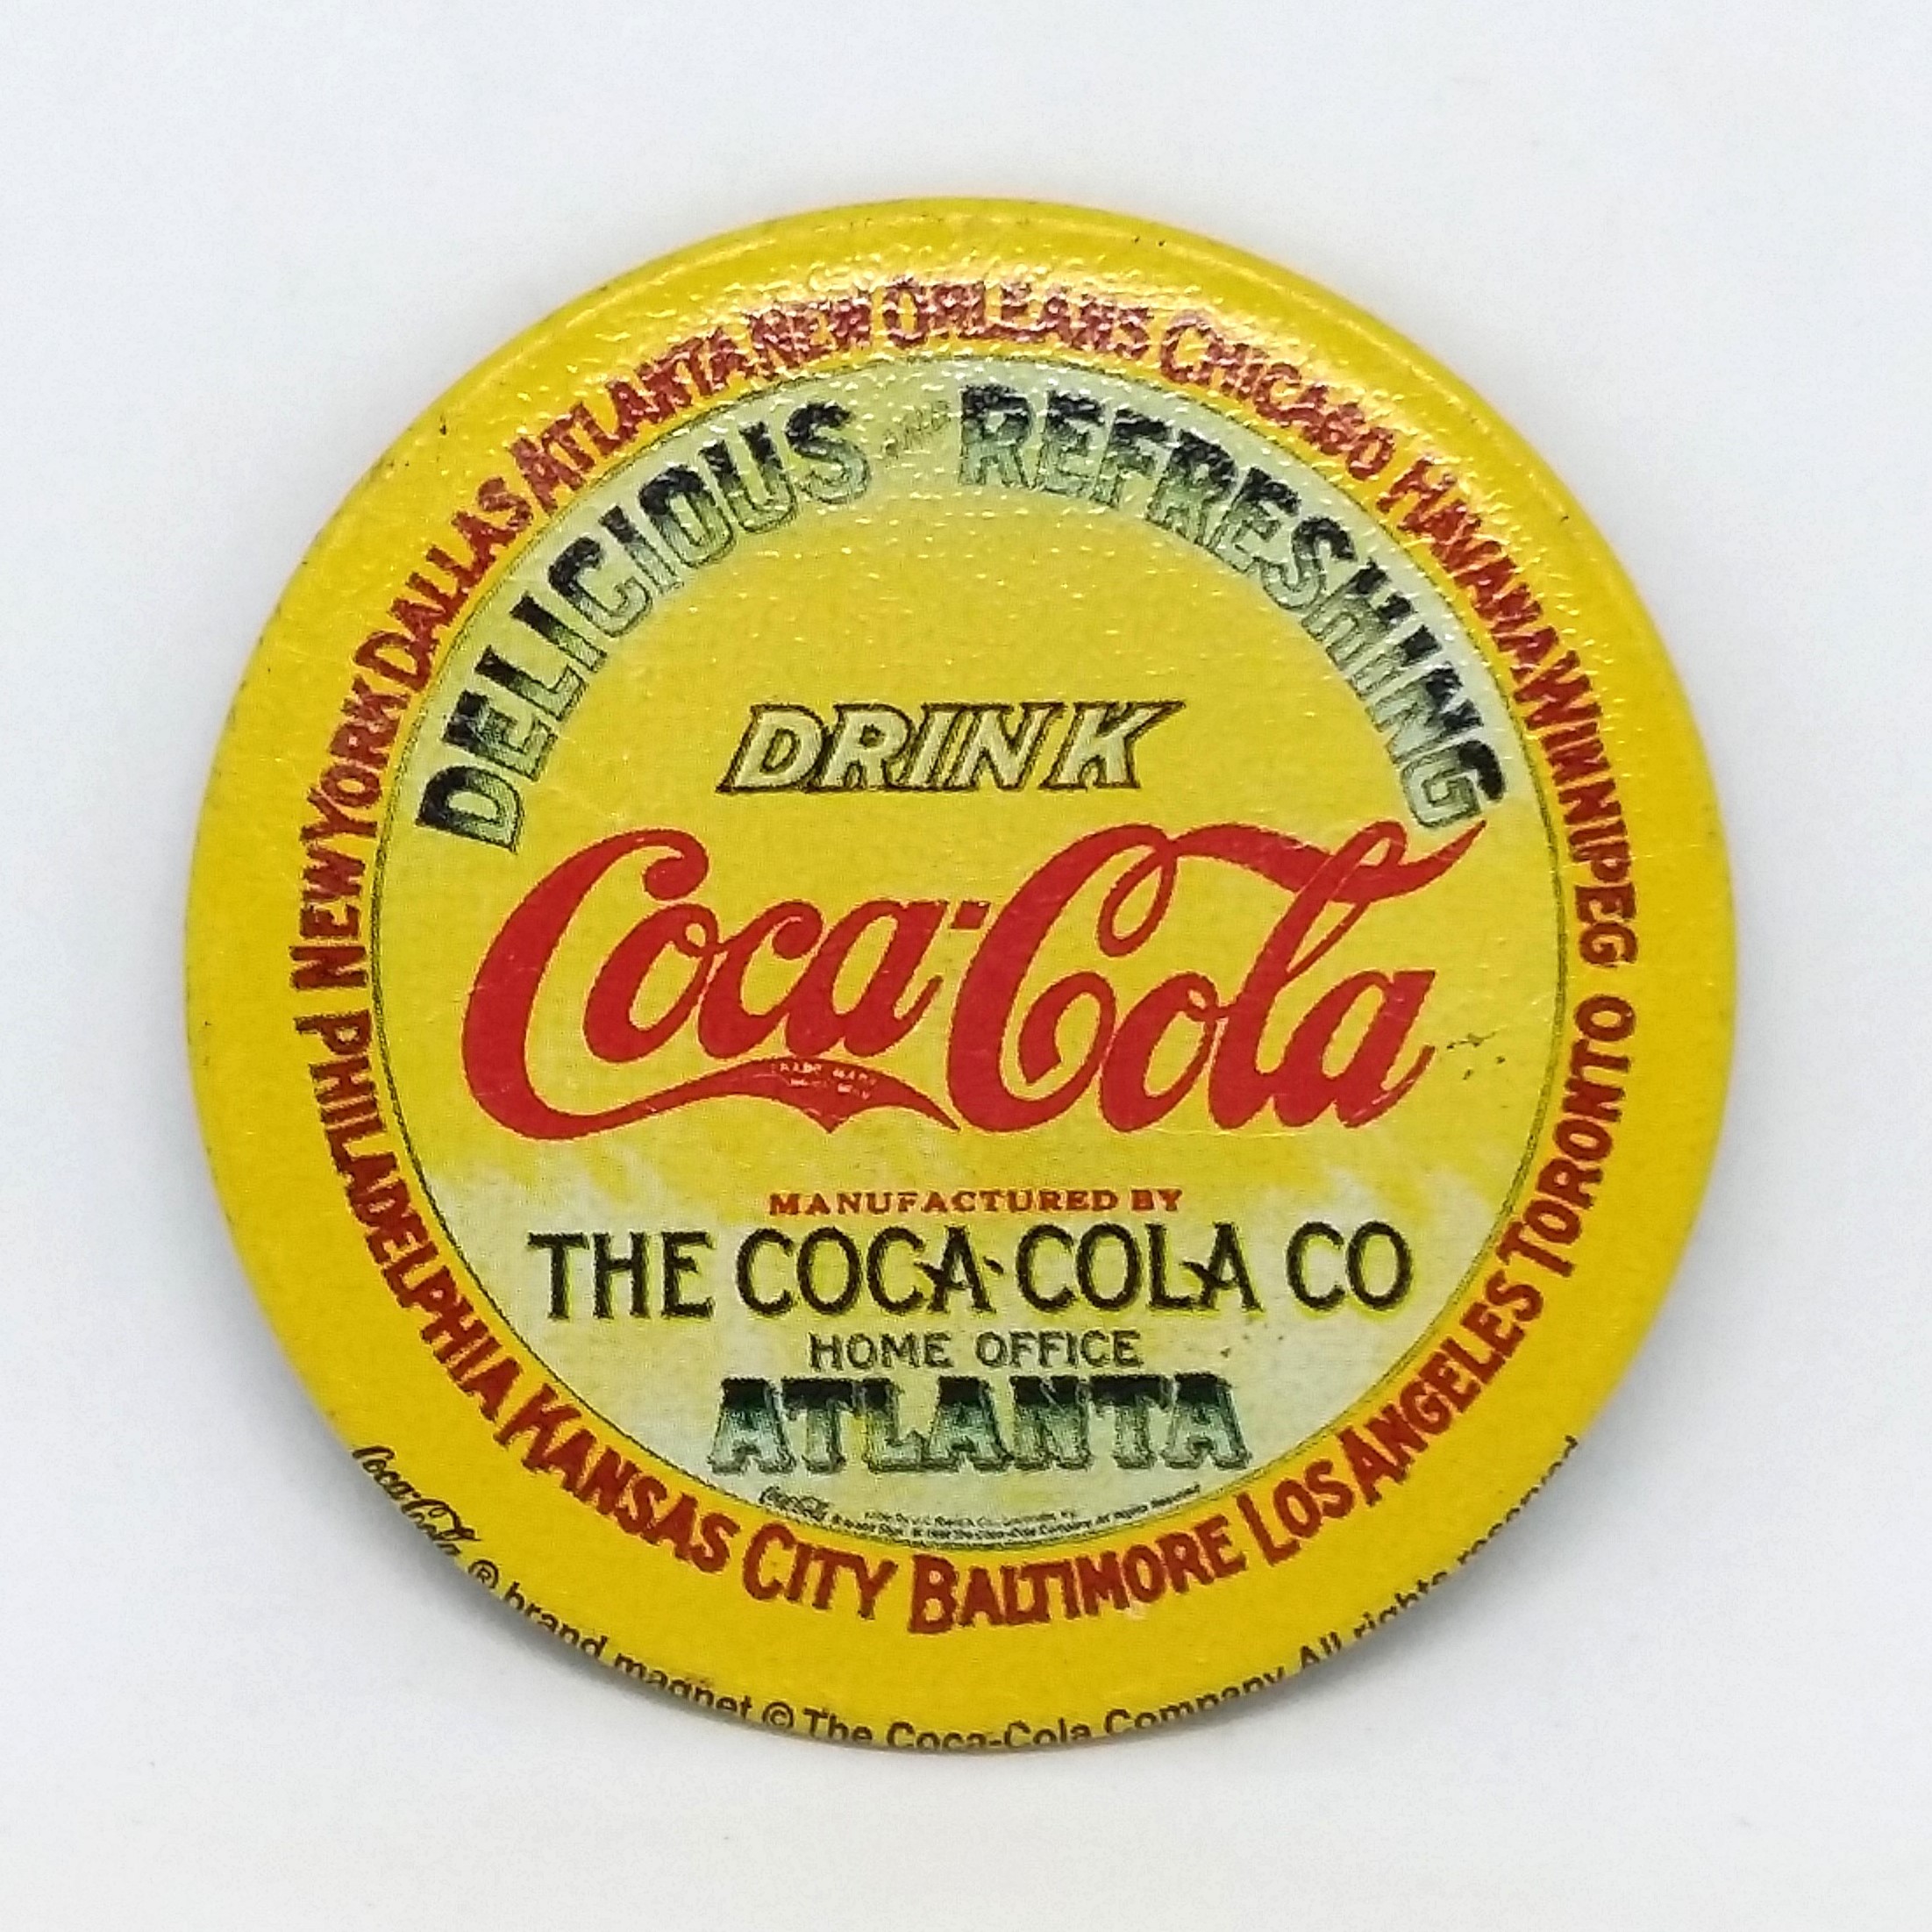 NEW YORK DALLAS ATLANTA NEW ORLEANS CHICAGO HAVANA WINNIPEG TORONTO
PHILADELPHIA KANSAS CITY BALTIMORE LOS ANGELES
DELICIOUS AND REFRESHING
DRINK
Coca-Cola
TRADE MARK
MANUFACTURED BY
THE COCA-COLA CO
HOME OFFICE
ATLANTA
Coca-Cola ® brand magnet © The Coca-Cola Company All rights reserved